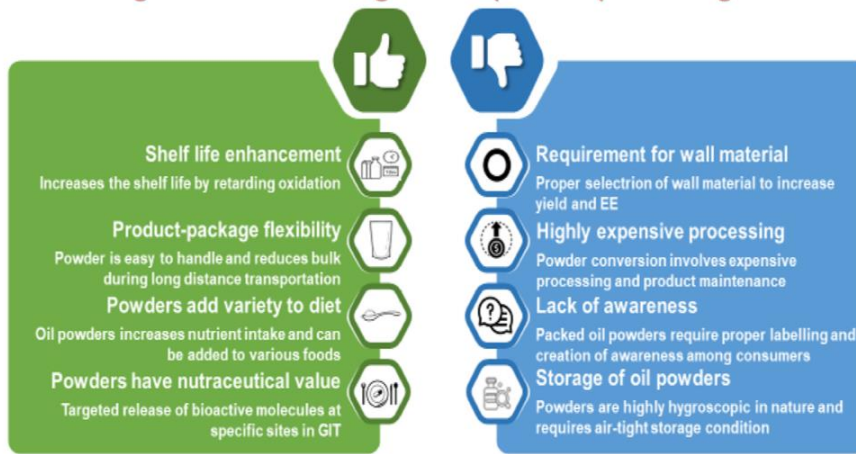 Shelf life enhancement
Increases the shelf life by retarding oxidation
Product-package flexibility
Powder is easy to handle and reduces bulk
during long distance transportation
Powders add variety to diet
Oil powders increases nutrient intake and can
be added to various foods
Powders have nutraceutical value
Targeted release of bioactive molecules at
specific sites in GIT
Requirement for wall material
Proper selectrion of wall material to increase
yield and EE
Highly expensive processing
Powder conversion involves expensive
processing and product maintenance
Lack of awareness
Packed oil powders require proper labelling and
creation of awareness among consumers
Storage of oil powders
Powders are highly hygroscopic in nature and
requires air-tight storage condition